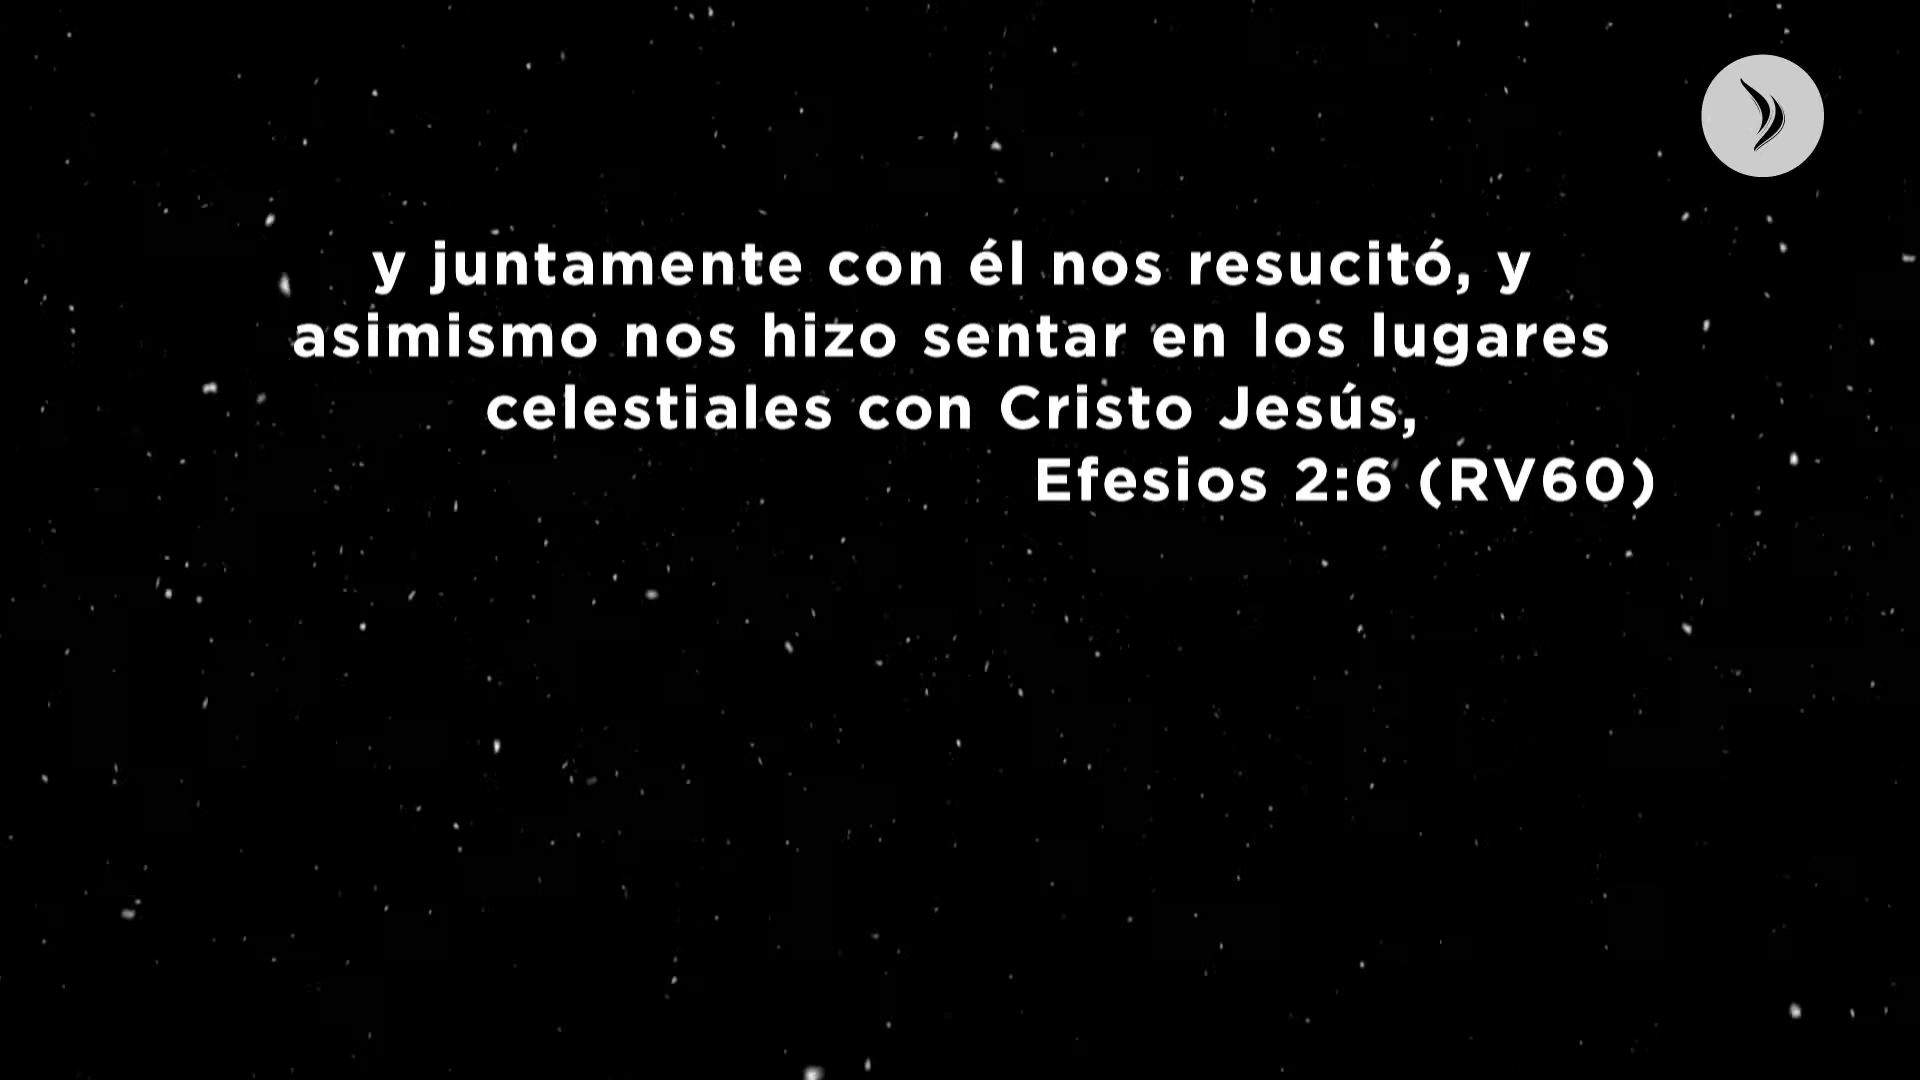 y juntamente con él nos resucitó, y
asimismo nos hizo sentar en los lugares
celestiales con Cristo Jesús,
Efesios 2:6 (RV60)